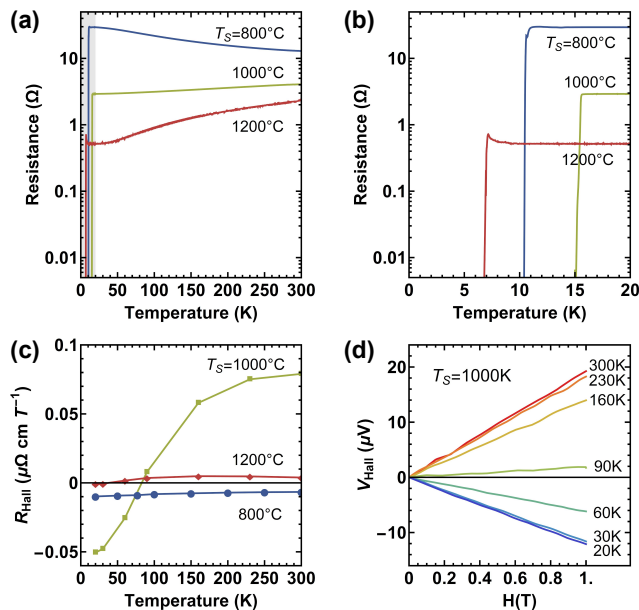 (a)
Resistance (Ω)
10
1
0.1
0.01
T_S=800°C
1000°C
1200°C
0 50 100 150 200 250 300
Temperature (K)
(b)
Resistance (Ω)
10
1
0.1
0.01
T_S=800°C
1000°C
1200°C
0 5 10 15 20
Temperature (K)
(c)
R_Hall (μΩ cm T⁻¹)
0.1
0.05
0
−0.05
T_S=1000°C
1200°C
800°C
0 50 100 150 200 250 300
Temperature (K)
(d)
V_Hall (μV)
20
10
0
−10
T_S=1000K
300K
230K
160K
90K
60K
30K
20K
0 0.2 0.4 0.6 0.8 1.
H(T)